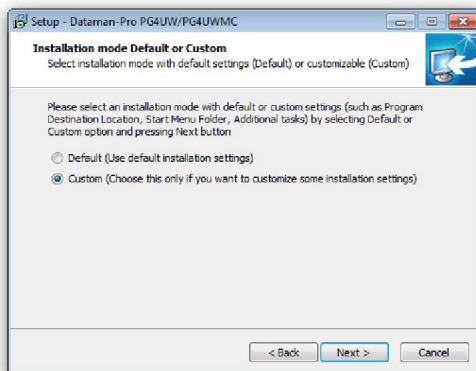 Setup - Dataman-Pro PG4UW/PG4UWMC
Installation mode Default or Custom
Select installation mode with default settings (Default) or customizable (Custom)
Please select an installation mode with default or custom settings (such as Program
Destination Location, Start Menu Folder, Additional tasks) by selecting Default or
Custom option and pressing Next button
Default (Use default installation settings)
Custom (Choose this only if you want to customize some installation settings)
< Back Next > Cancel